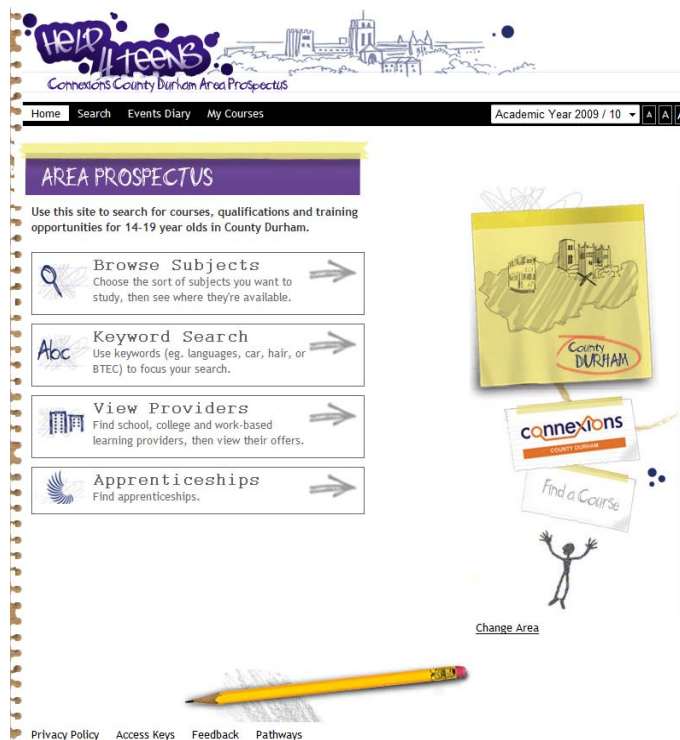 HELP
4 TEENS
Connexions County Durham Area Prospectus
Home Search Events Diary My Courses Academic Year 2009 / 10 A A A
AREA PROSPECTUS
Use this site to search for courses, qualifications and training
opportunities for 14-19 year olds in County Durham.
Browse Subjects
Choose the sort of subjects you want to
study, then see where they're available.
Abc
Keyword Search
Use keywords (eg. languages, car, hair, or
BTEC) to focus your search.
View Providers
Find school, college and work-based
learning providers, then view their offers.
Apprenticeships
Find apprenticeships.
County
DURHAM
connexions
COUNTY DURHAM
Find a Course
Change Area
Privacy Policy Access Keys Feedback Pathways